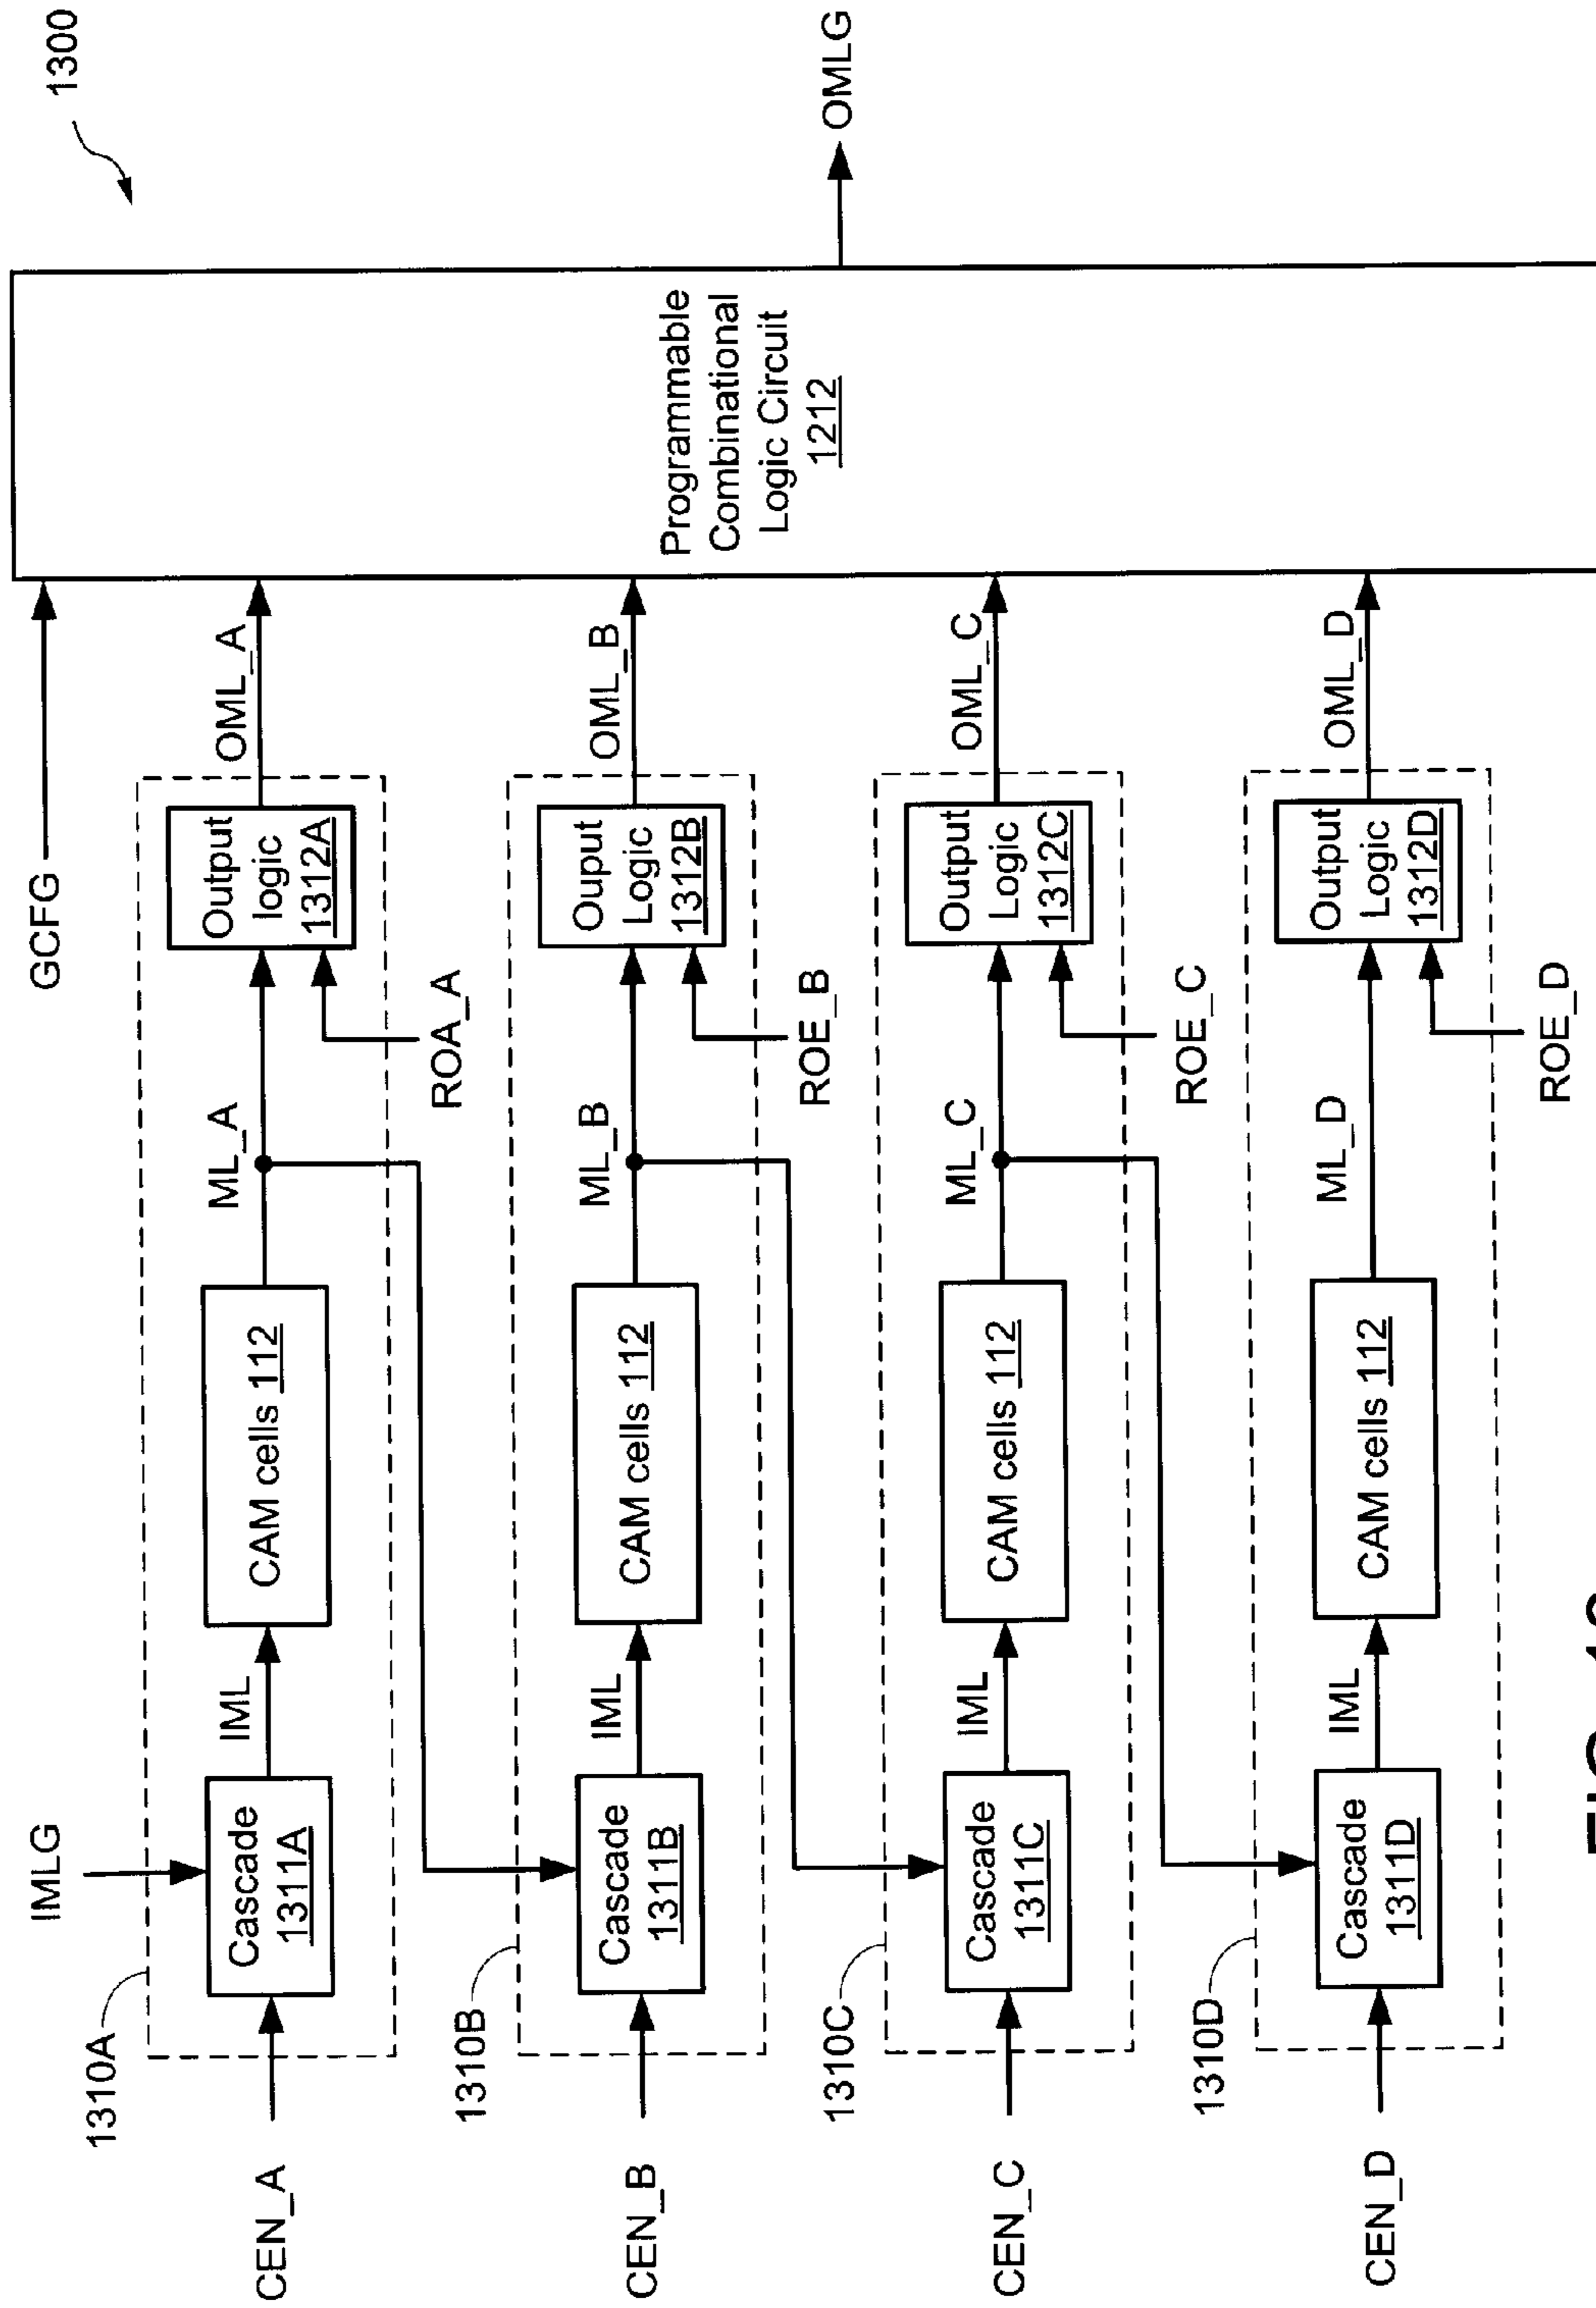 1300
IMLG
GCFG
1310A
CEN_A
Cascade
1311A
IML
CAM cells 112
ML_A
ROA_A
Output
logic
1312A
OML_A
1310B
CEN_B
Cascade
1311B
IML
CAM cells 112
ML_B
ROE_B
Ouput
Logic
1312B
OML_B
1310C
CEN_C
Cascade
1311C
IML
CAM cells 112
ML_C
ROE_C
Output
Logic
1312C
OML_C
1310D
CEN_D
Cascade
1311D
IML
CAM cells 112
ML_D
ROE_D
Output
Logic
1312D
OML_D
Programmable
Combinational
Logic Circuit
1212
OMLG